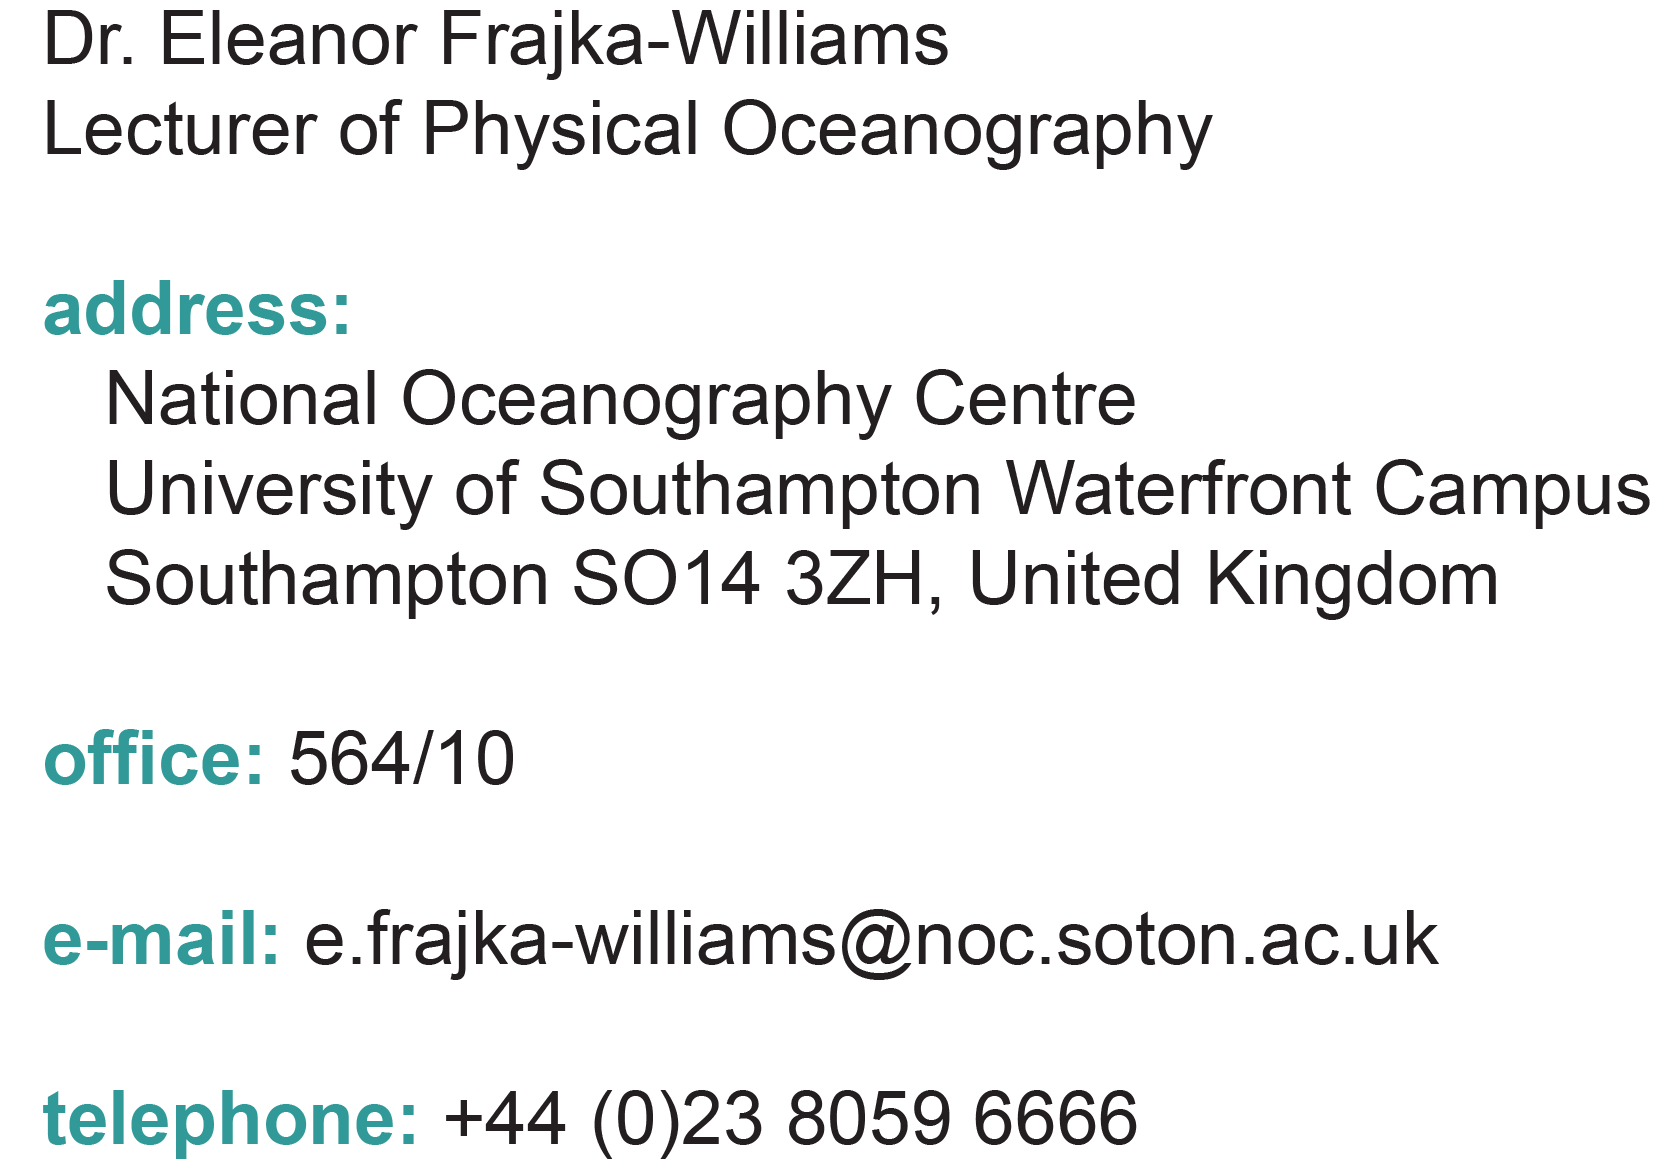 Dr. Eleanor Frajka-Williams
Lecturer of Physical Oceanography
address:
National Oceanography Centre
University of Southampton Waterfront Campus
Southampton SO14 3ZH, United Kingdom
office: 564/10
e-mail: e.frajka-williams@noc.soton.ac.uk
telephone: +44 (0)23 8059 6666